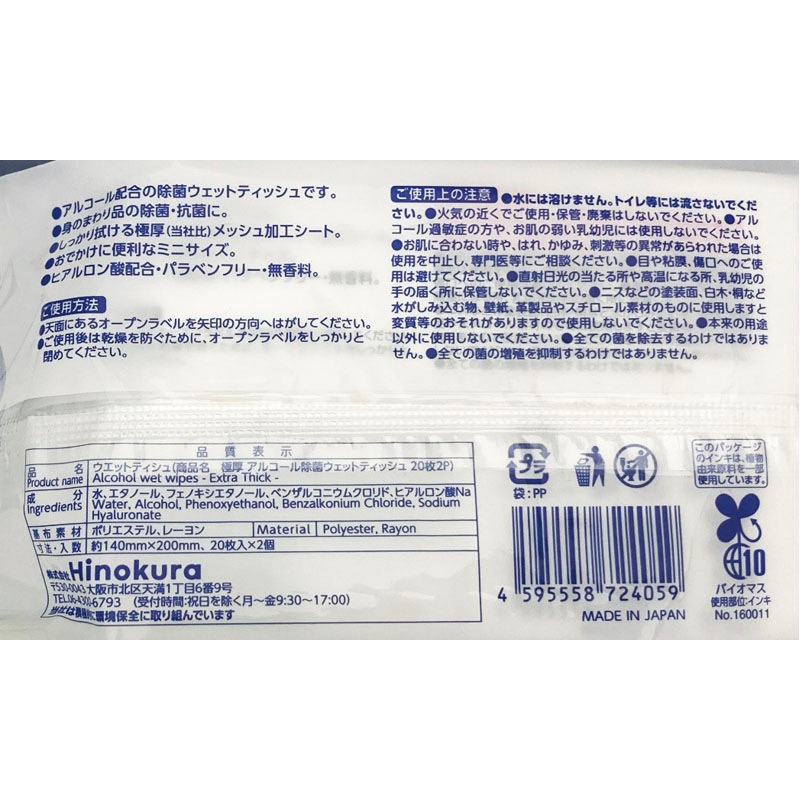 ●アルコール配合の除菌ウェットティッシュです。
●身のまわり品の除菌・抗菌に。
●しっかり拭ける極厚(当社比)メッシュ加工シート。
●おでかけに便利なミニサイズ。
●ヒアルロン酸配合・パラベンフリー・無香料。
ご使用方法
●天面にあるオープンラベルを矢印の方向へはがしてください。
●ご使用後は乾燥を防ぐために、オープンラベルをしっかりと
閉めてください。
ご使用上の注意 ●水には溶けません。トイレ等には流さないでくだ
さい。●火気の近くでご使用・保管・廃棄はしないでください。●アル
コール過敏症の方や、お肌の弱い乳幼児には使用しないでください。
●お肌に合わない時や、はれ、かゆみ、刺激等の異常があらわれた場合は
使用を中止し、専門医等にご相談ください。●目や粘膜、傷口へのご使
用は避けてください。●直射日光の当たる所や高温になる所、乳幼児の
手の届く所に保管しないでください。●ニスなどの塗装面、白木・桐など
水がしみ込む物、壁紙、革製品やスチロール素材のものに使用しますと
変質等のおそれがありますので使用しないでください。●本来の用途
以外に使用しないでください。●全ての菌を除去するわけではありま
せん。●全ての菌の増殖を抑制するわけではありません。
品質表示
品名 ウエットティシュ(商品名 極厚 アルコール除菌ウェットティッシュ 20枚2P)
Product name Alcohol wet wipes - Extra Thick -
成分 水、エタノール、フェノキシエタノール、ベンザルコニウムクロリド、ヒアルロン酸Na
Ingredients Water, Alcohol, Phenoxyethanol, Benzalkonium Chloride, Sodium
Hyaluronate
基布素材 ポリエステル、レーヨン Material Polyester, Rayon
寸法・入数 約140mm×200mm、20枚入×2個
株式会社Hinokura
〒530-0043 大阪市北区天満1丁目6番9号
TEL.06-4300-6793 (受付時間:祝日を除く月〜金9:30〜17:00)
に環境保全に取り組んでいます
プラ
袋:PP
4 595558 724059
MADE IN JAPAN
このパッケージ
のインキは、植物
由来原料を一部
使用しています。
10
バイオマス
使用部位:インキ
No.160011